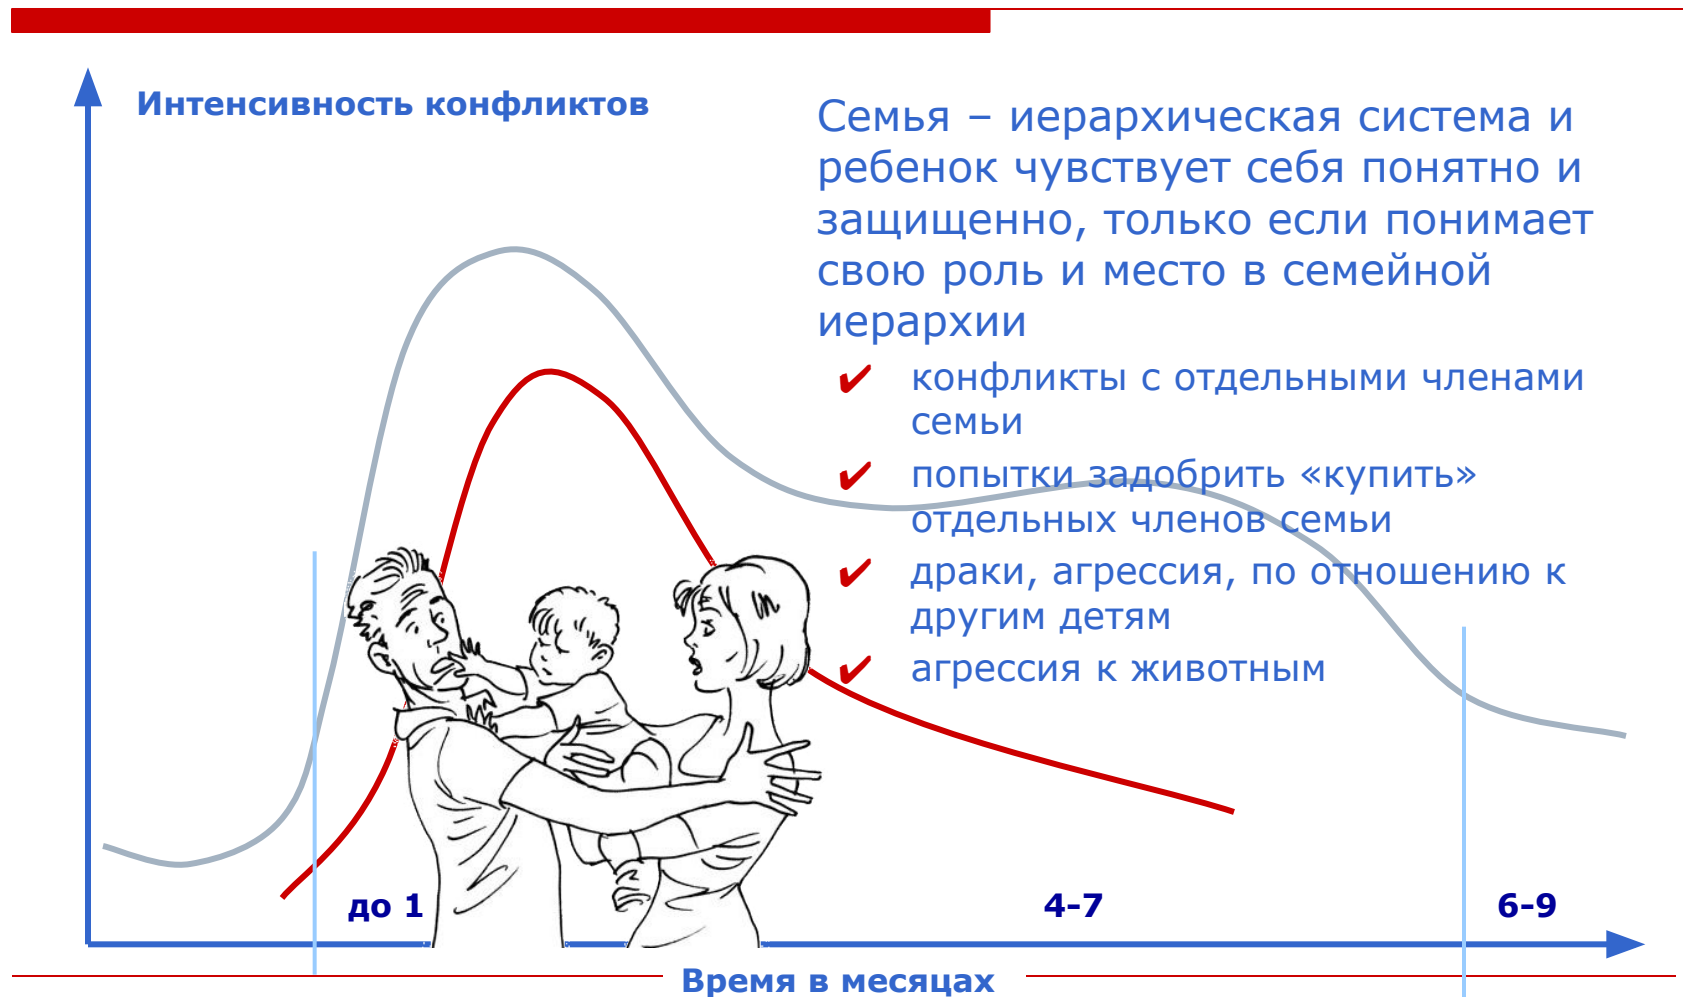 Интенсивность конфликтов
Семья – иерархическая система и
ребенок чувствует себя понятно и
защищенно, только если понимает
свою роль и место в семейной
иерархии
✔ конфликты с отдельными членами
семьи
✔ попытки задобрить «купить»
отдельных членов семьи
✔ драки, агрессия, по отношению к
другим детям
✔ агрессия к животным
до 1
4-7
6-9
Время в месяцах